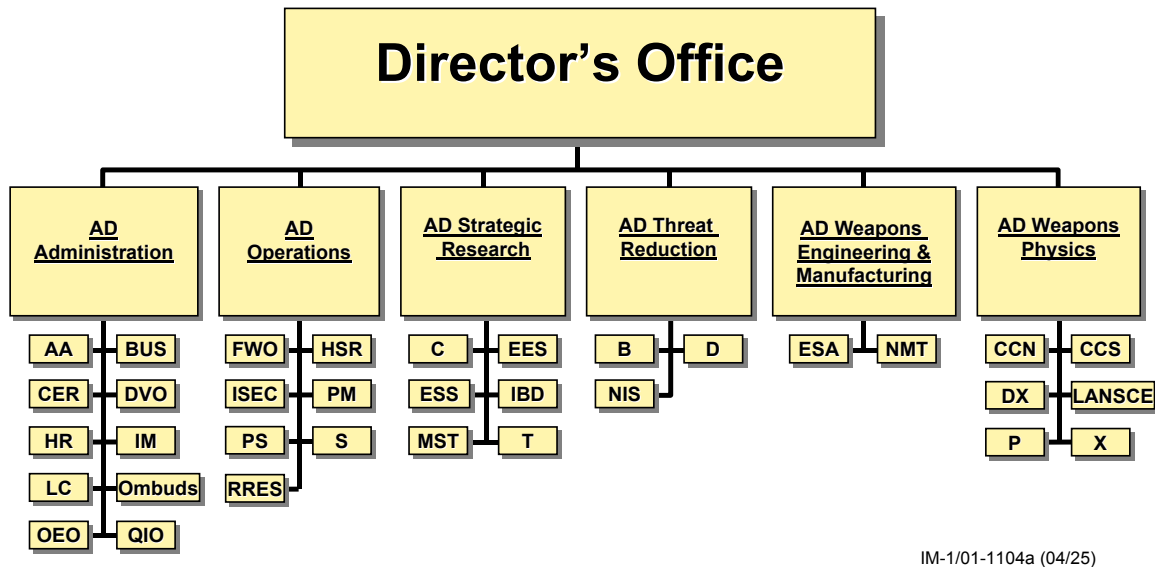 Director’s Office
AD
Administration
AD
Operations
AD Strategic
Research
AD Threat
Reduction
AD Weapons
Engineering &
Manufacturing
AD Weapons
Physics
AA BUS
CER DVO
HR IM
LC Ombuds
OEO QIO
FWO HSR
ISEC PM
PS S
RRES
C EES
ESS IBD
MST T
B D
NIS
ESA NMT
CCN CCS
DX LANSCE
P X
IM-1/01-1104a (04/25)